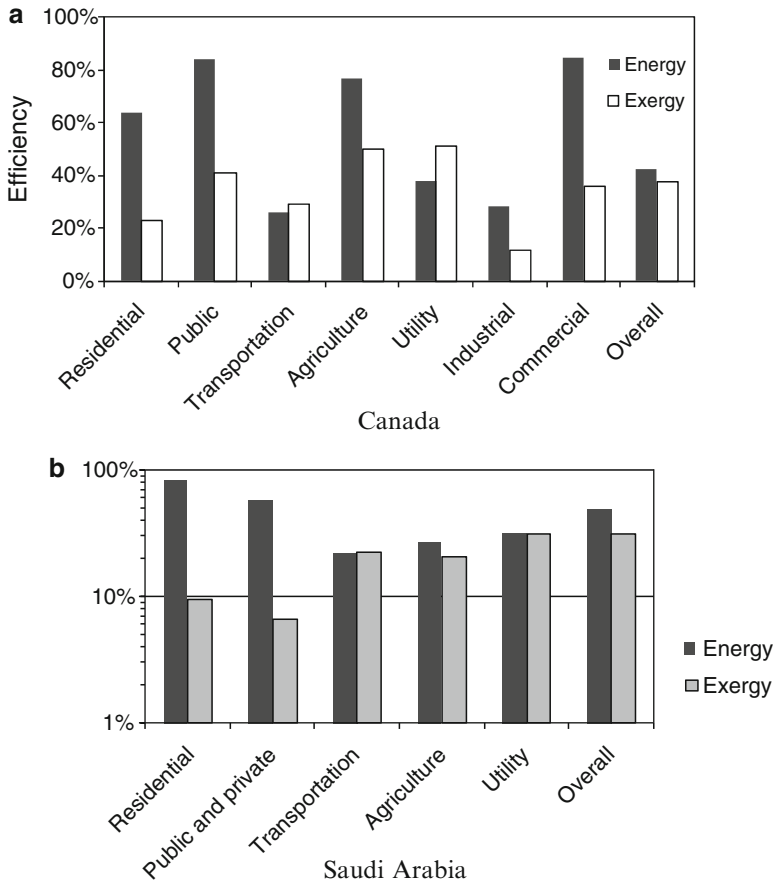 a
100%
80%
60%
40%
20%
0%
Efficiency
Energy
Exergy
Residential
Public
Transportation
Agriculture
Utility
Industrial
Commercial
Overall
Canada
b
100%
10%
1%
Energy
Exergy
Residential
Public and private
Transportation
Agriculture
Utility
Overall
Saudi Arabia